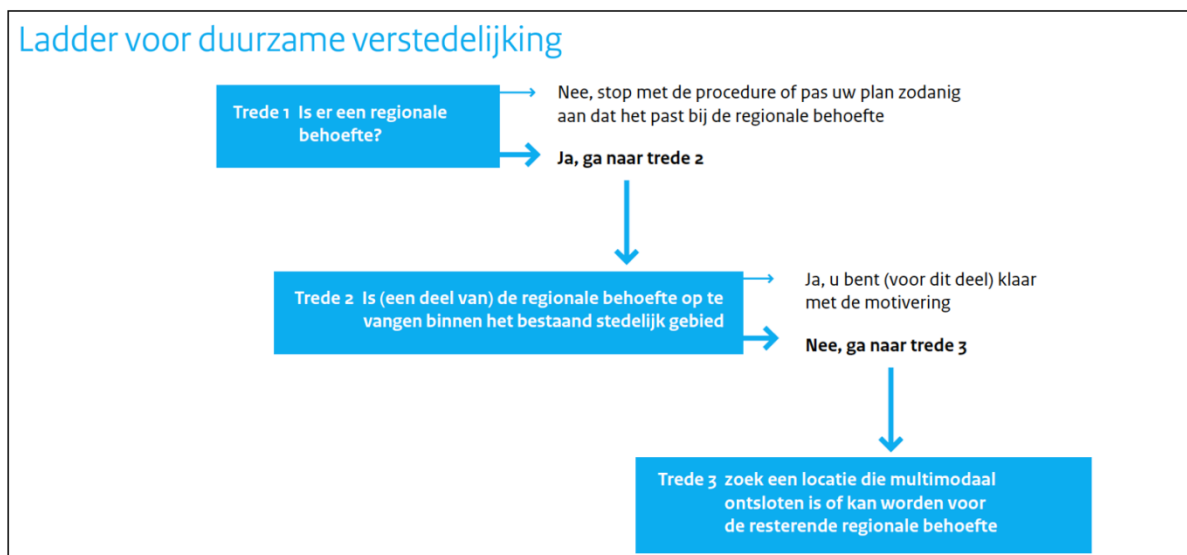 Ladder voor duurzame verstedelijking
Trede 1 Is er een regionale
behoefte?
Nee, stop met de procedure of pas uw plan zodanig
aan dat het past bij de regionale behoefte
Ja, ga naar trede 2
Trede 2 Is (een deel van) de regionale behoefte op te
vangen binnen het bestaand stedelijk gebied
Ja, u bent (voor dit deel) klaar
met de motivering
Nee, ga naar trede 3
Trede 3 zoek een locatie die multimodaal
ontsloten is of kan worden voor
de resterende regionale behoefte